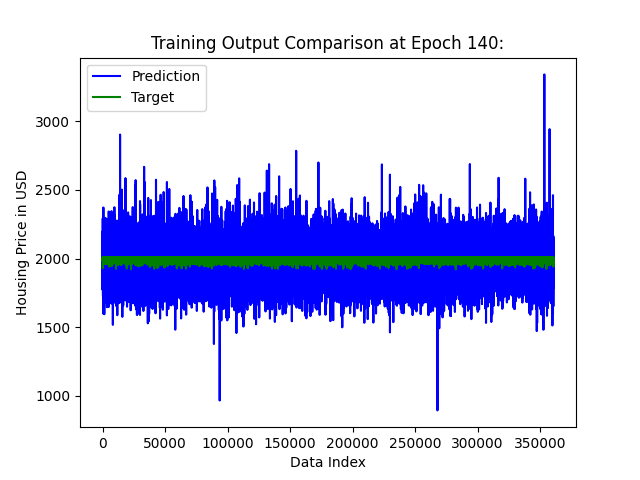 Training Output Comparison at Epoch 140:
Prediction
Target
Housing Price in USD
3000
2500
2000
1500
1000
0 50000 100000 150000 200000 250000 300000 350000
Data Index